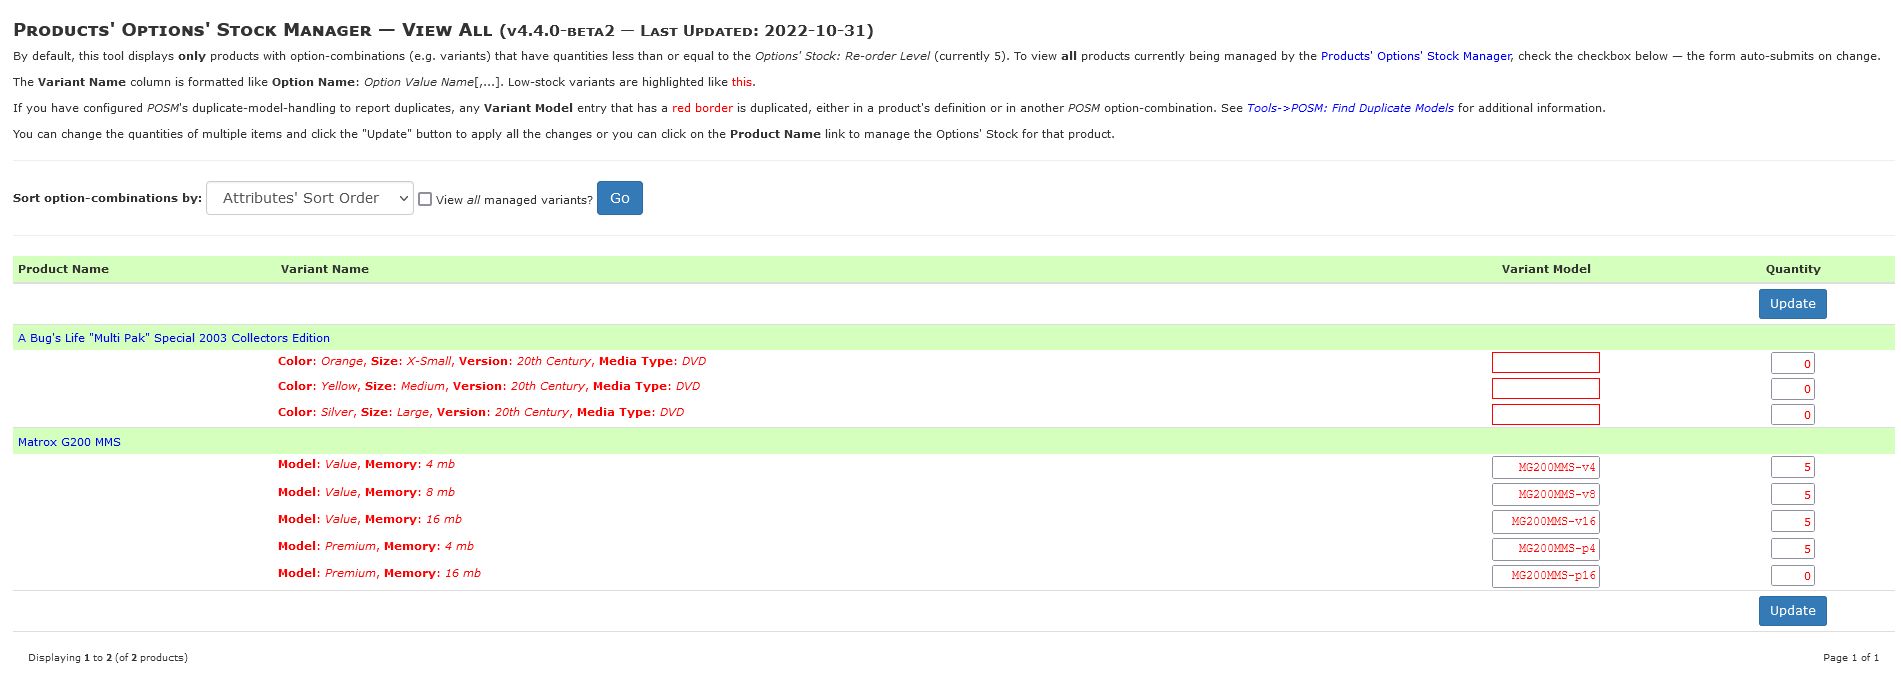 Products' Options' Stock Manager — View All (v4.4.0-beta2 — Last Updated: 2022-10-31)
By default, this tool displays only products with option-combinations (e.g. variants) that have quantities less than or equal to the Options' Stock: Re-order Level (currently 5). To view all products currently being managed by the Products' Options' Stock Manager, check the checkbox below — the form auto-submits on change.
The Variant Name column is formatted like Option Name: Option Value Name[,...]. Low-stock variants are highlighted like this.
If you have configured POSM's duplicate-model-handling to report duplicates, any Variant Model entry that has a red border is duplicated, either in a product's definition or in another POSM option-combination. See Tools->POSM: Find Duplicate Models for additional information.
You can change the quantities of multiple items and click the "Update" button to apply all the changes or you can click on the Product Name link to manage the Options' Stock for that product.
Sort option-combinations by: Attributes' Sort Order View all managed variants? Go
Product Name Variant Name Variant Model Quantity
Update
A Bug's Life "Multi Pak" Special 2003 Collectors Edition
Color: Orange, Size: X-Small, Version: 20th Century, Media Type: DVD 0
Color: Yellow, Size: Medium, Version: 20th Century, Media Type: DVD 0
Color: Silver, Size: Large, Version: 20th Century, Media Type: DVD 0
Matrox G200 MMS
Model: Value, Memory: 4 mb MG200MMS-v4 5
Model: Value, Memory: 8 mb MG200MMS-v8 5
Model: Value, Memory: 16 mb MG200MMS-v16 5
Model: Premium, Memory: 4 mb MG200MMS-p4 5
Model: Premium, Memory: 16 mb MG200MMS-p16 0
Update
Displaying 1 to 2 (of 2 products) Page 1 of 1